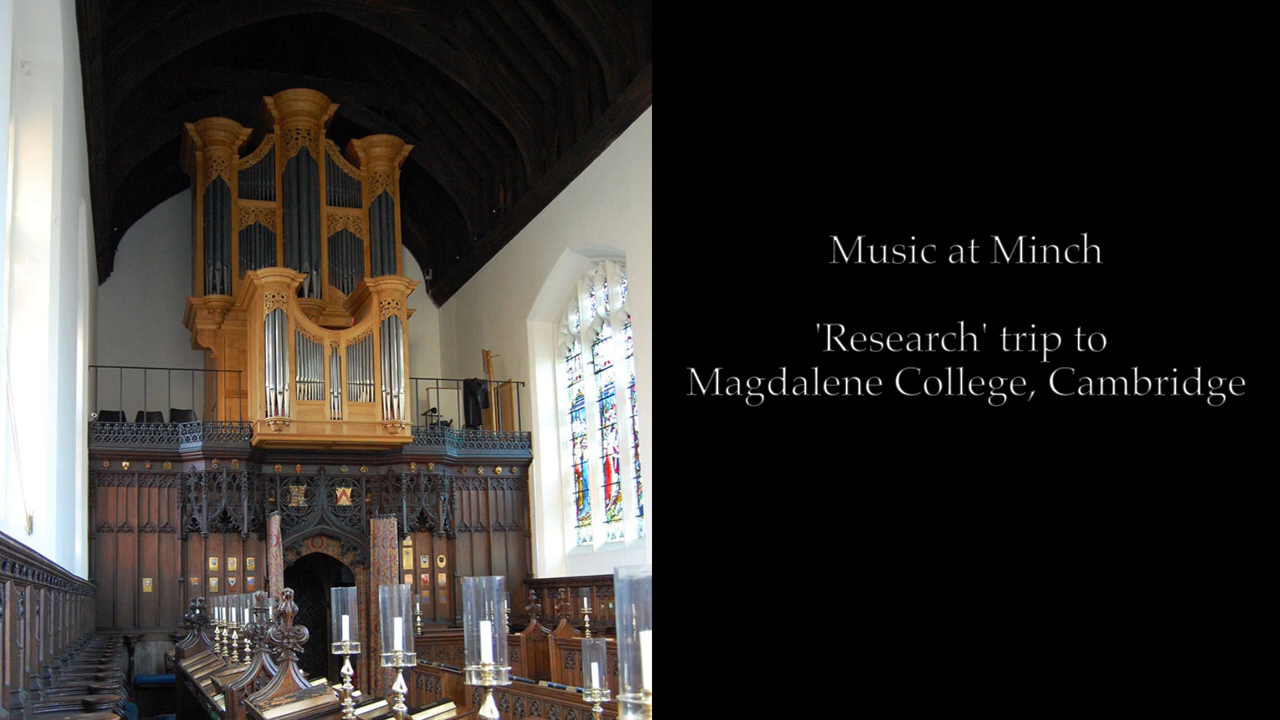 Music at Minch
'Research' trip to
Magdalene College, Cambridge